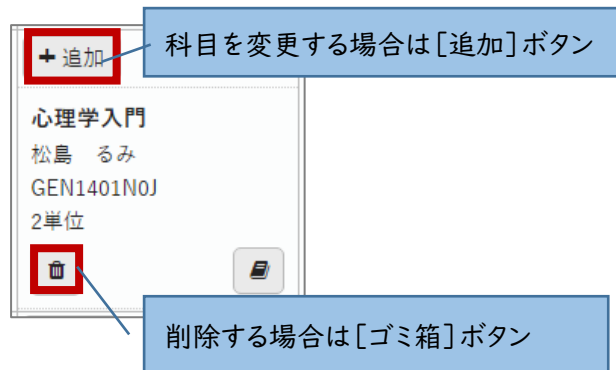 ＋追加
科目を変更する場合は［追加］ボタン
心理学入門
松島　るみ
GEN1401N0J
2単位
削除する場合は［ゴミ箱］ボタン